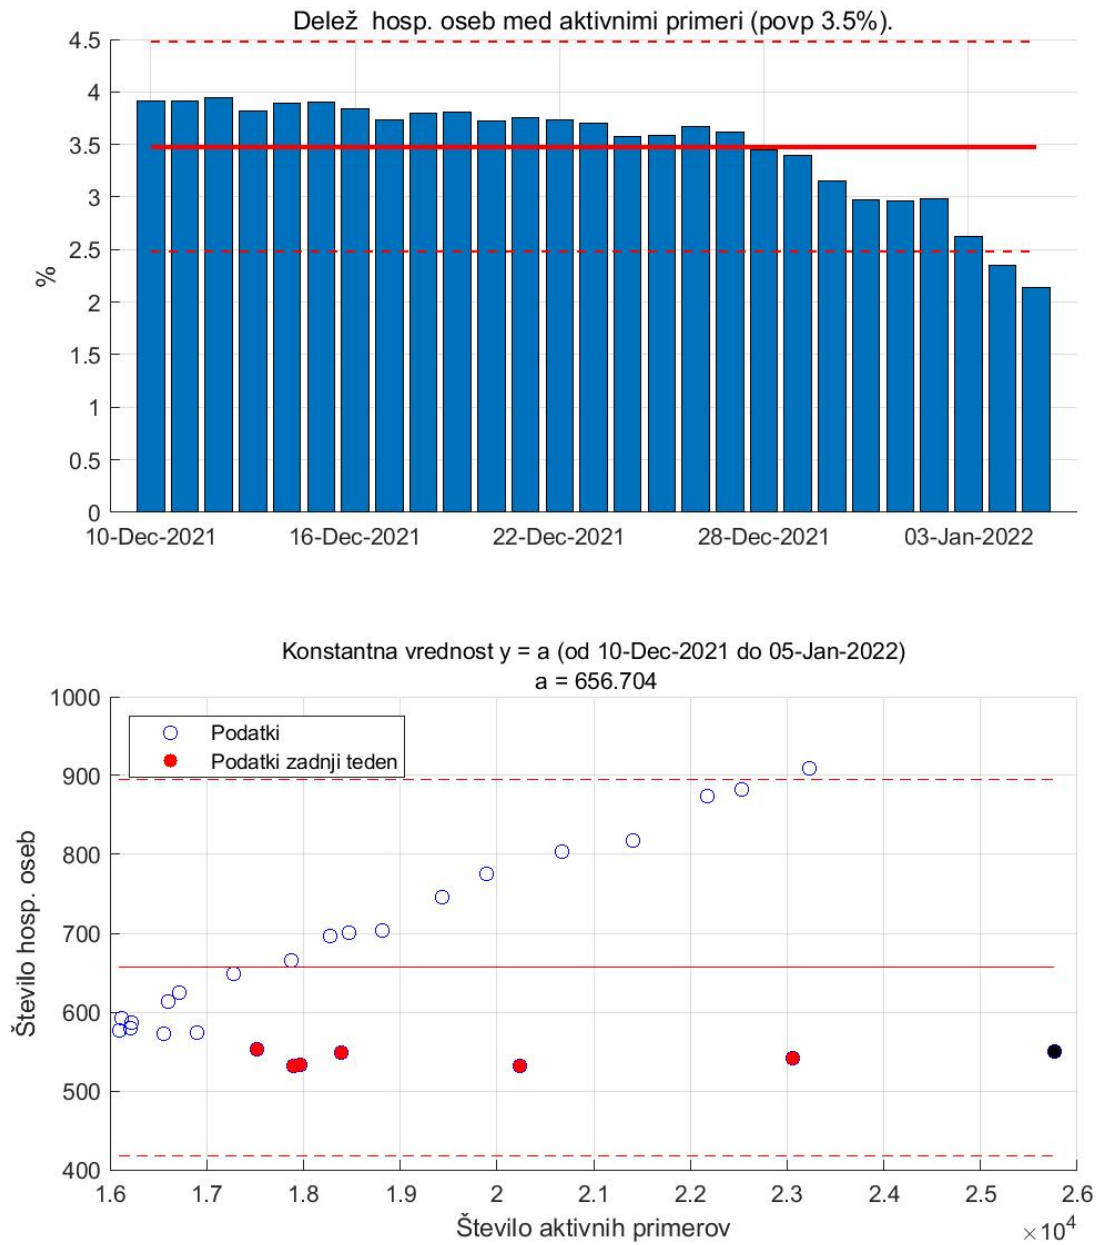 Delež hosp. oseb med aktivnimi primeri (povp 3.5%).
4.5
4
3.5
3
2.5
2
1.5
1
0.5
0
%
10-Dec-2021 16-Dec-2021 22-Dec-2021 28-Dec-2021 03-Jan-2022
Konstantna vrednost y = a (od 10-Dec-2021 do 05-Jan-2022)
a = 656.704
1000
900
800
700
600
500
400
Število hosp. oseb
Podatki
Podatki zadnji teden
1.6 1.7 1.8 1.9 2 2.1 2.2 2.3 2.4 2.5 2.6
Število aktivnih primerov
×10⁴